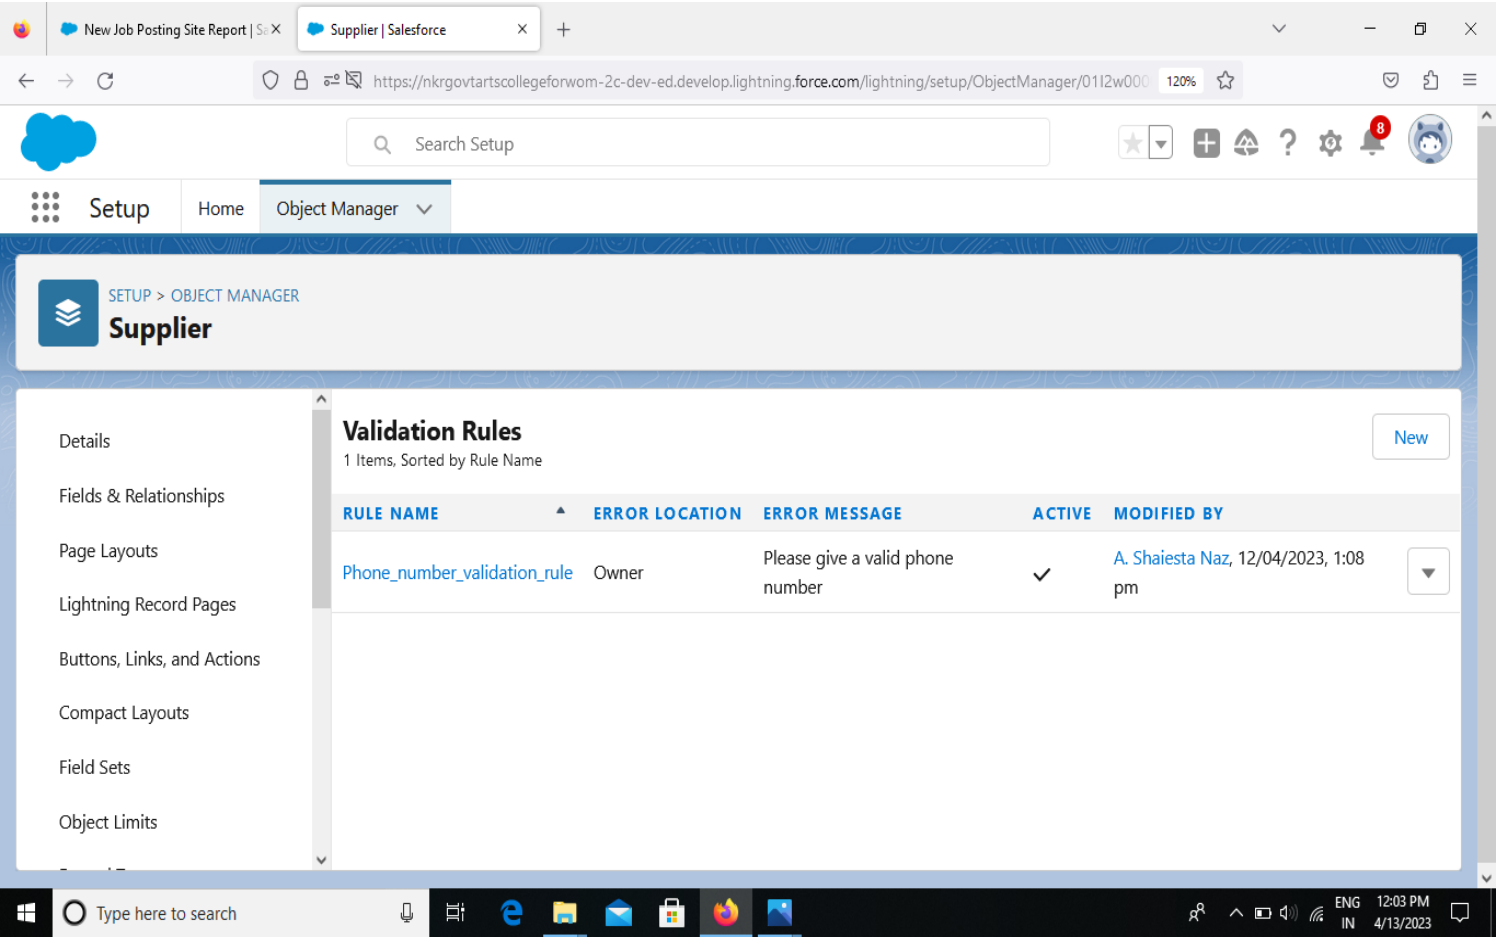 New Job Posting Site Report | Sa
Supplier | Salesforce
https://nkrgovtartscollegeforwom-2c-dev-ed.develop.lightning.force.com/lightning/setup/ObjectManager/01I2w000
120%
Search Setup
8
Setup
Home
Object Manager
SETUP > OBJECT MANAGER
Supplier
Details
Fields & Relationships
Page Layouts
Lightning Record Pages
Buttons, Links, and Actions
Compact Layouts
Field Sets
Object Limits
Validation Rules
1 Items, Sorted by Rule Name
New
RULE NAME
ERROR LOCATION
ERROR MESSAGE
ACTIVE
MODIFIED BY
Phone_number_validation_rule
Owner
Please give a valid phone
number
A. Shaiesta Naz, 12/04/2023, 1:08
pm
Type here to search
ENG
IN
12:03 PM
4/13/2023